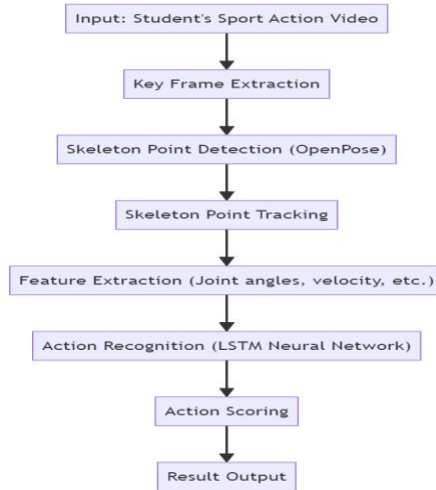 Input: Student's Sport Action Video
Key Frame Extraction
Skeleton Point Detection (OpenPose)
Skeleton Point Tracking
Feature Extraction (Joint angles, velocity, etc.)
Action Recognition (LSTM Neural Network)
Action Scoring
Result Output